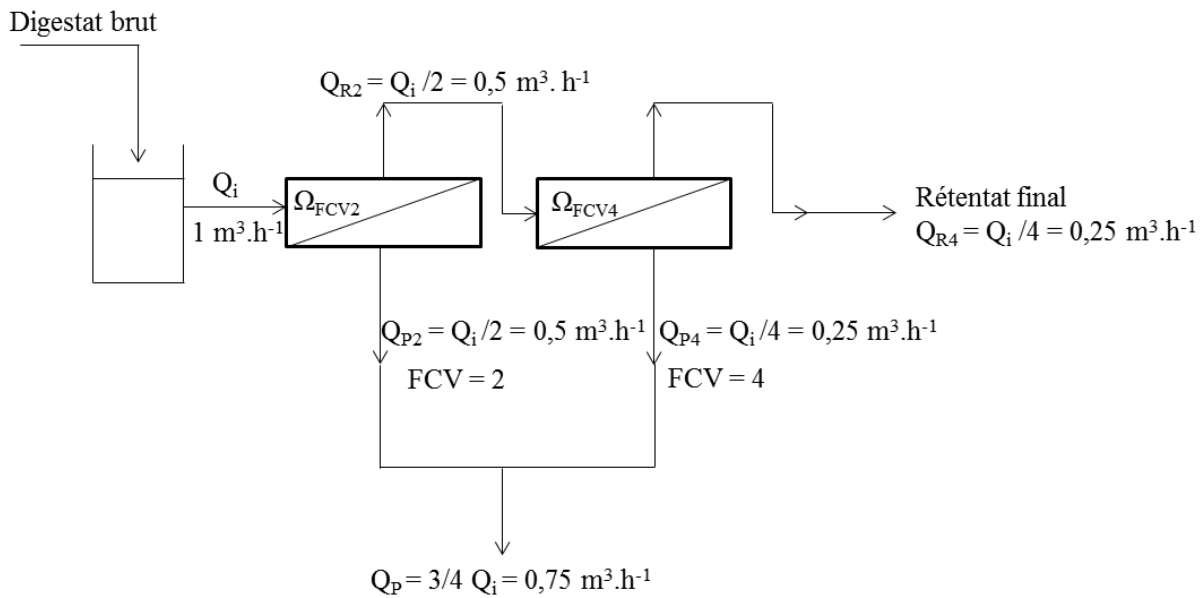 Digestat brut
Q_R2 = Q_i /2 = 0,5 m³. h⁻¹
Q_i
1 m³.h⁻¹
Ω_FCV2
Ω_FCV4
Rétentat final
Q_R4 = Q_i /4 = 0,25 m³.h⁻¹
Q_P2 = Q_i /2 = 0,5 m³.h⁻¹
FCV = 2
Q_P4 = Q_i /4 = 0,25 m³.h⁻¹
FCV = 4
Q_P = 3/4 Q_i = 0,75 m³.h⁻¹